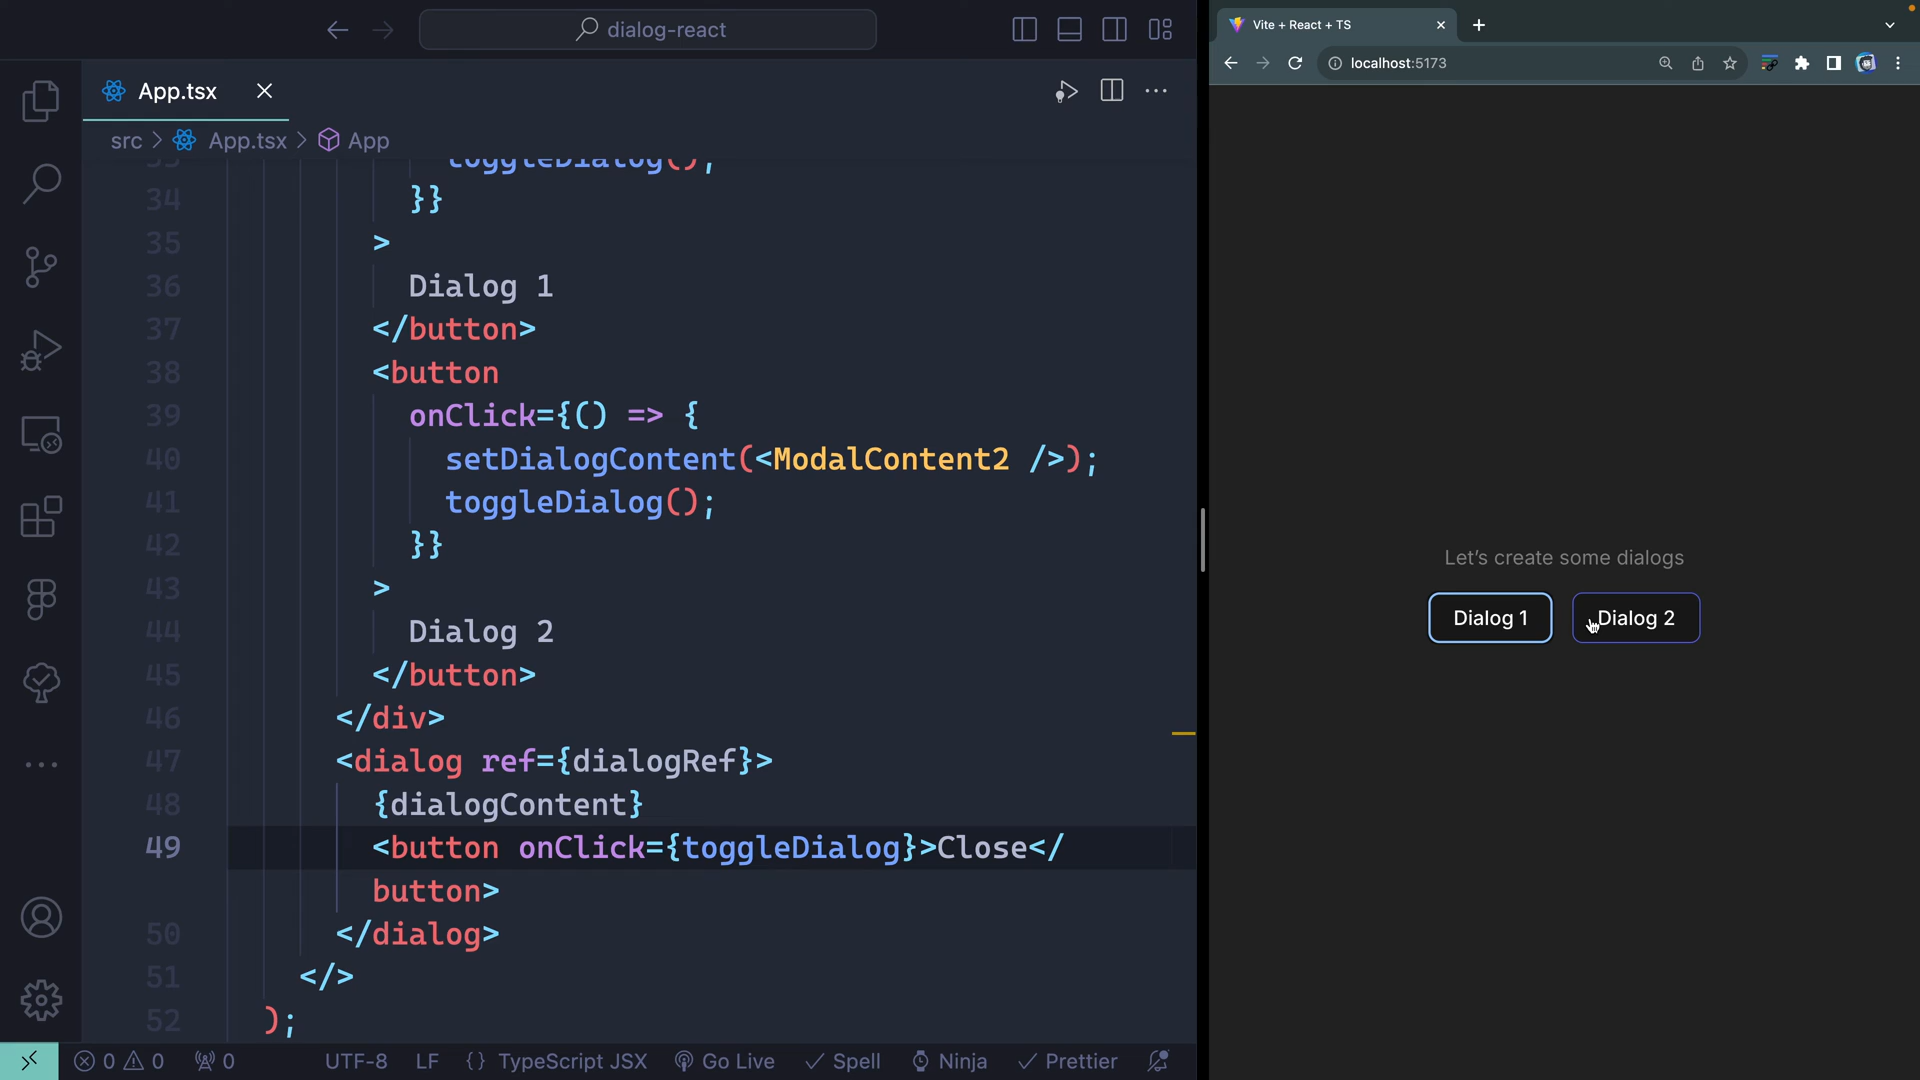 dialog-react
App.tsx
src > App.tsx > App
33 toggleDialog();
34 }}
35 >
36 Dialog 1
37 </button>
38 <button
39 onClick={() => {
40 setDialogContent(<ModalContent2 />);
41 toggleDialog();
42 }}
43 >
44 Dialog 2
45 </button>
46 </div>
47 <dialog ref={dialogRef}>
48 {dialogContent}
49 <button onClick={toggleDialog}>Close</
button>
50 </dialog>
51 </>
52 );
0 0 0 UTF-8 LF {} TypeScript JSX Go Live Spell Ninja Prettier
Vite + React + TS
localhost:5173
Let's create some dialogs
Dialog 1 Dialog 2